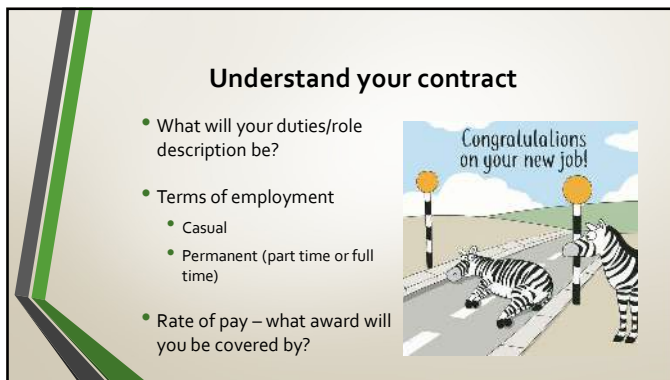 Understand your contract
• What will your duties/role
description be?
• Terms of employment
• Casual
• Permanent (part time or full
time)
• Rate of pay – what award will
you be covered by?
Congratulations
on your new job!